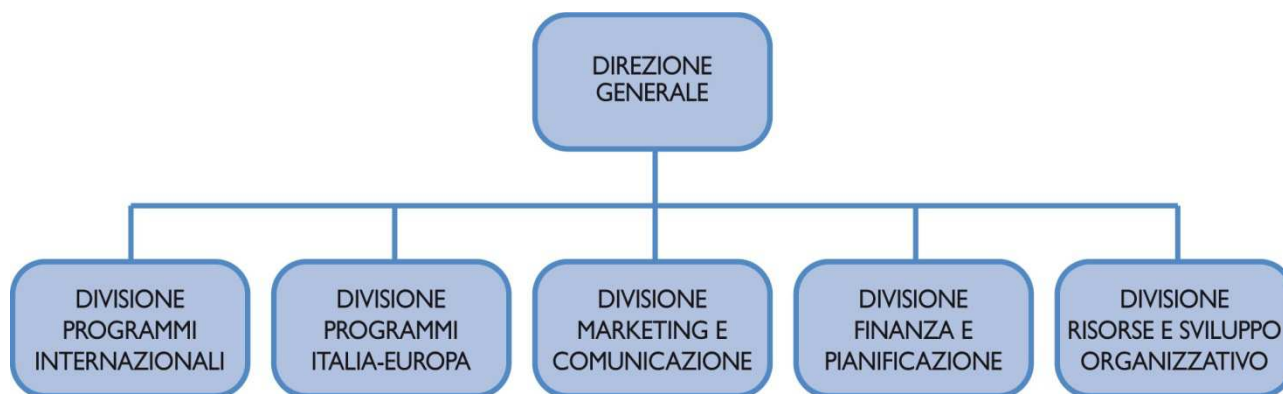 DIREZIONE
GENERALE
DIVISIONE
PROGRAMMI
INTERNAZIONALI
DIVISIONE
PROGRAMMI
ITALIA-EUROPA
DIVISIONE
MARKETING E
COMUNICAZIONE
DIVISIONE
FINANZA E
PIANIFICAZIONE
DIVISIONE
RISORSE E SVILUPPO
ORGANIZZATIVO